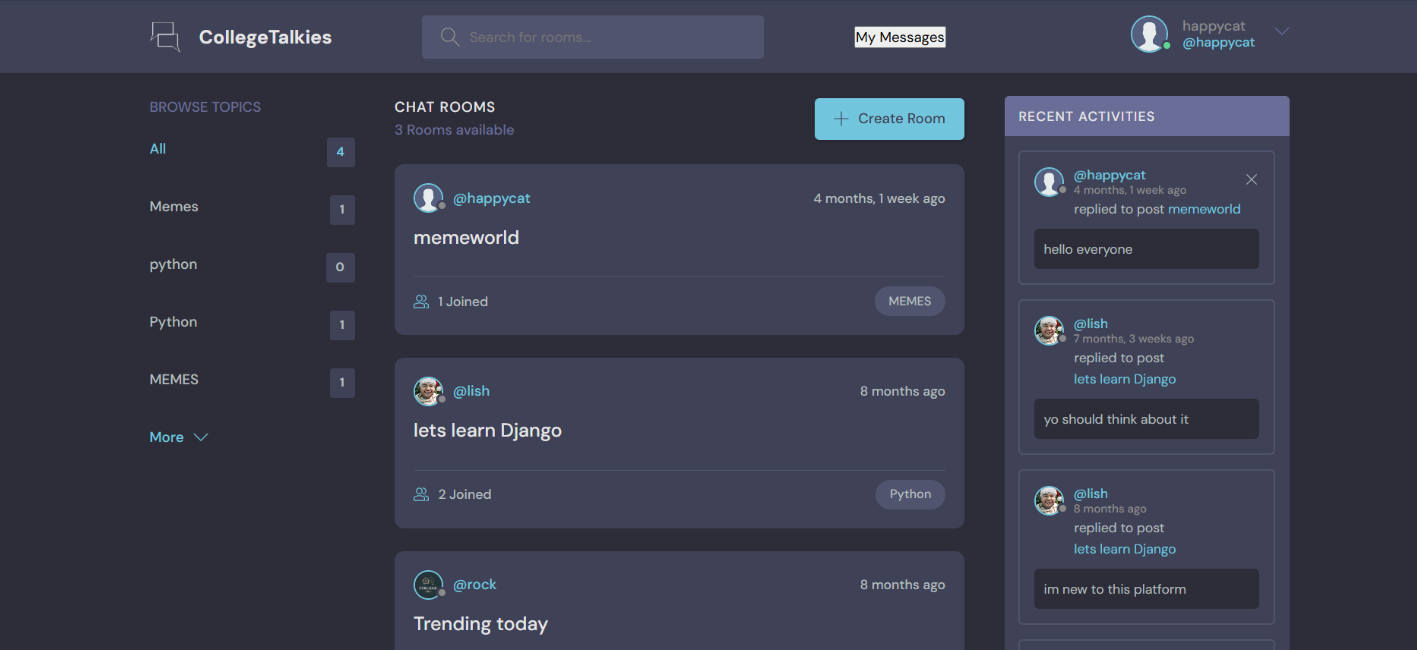 CollegeTalkies
Search for rooms...
My Messages
happycat
@happycat
BROWSE TOPICS
All
4
Memes
1
python
0
Python
1
MEMES
1
More
CHAT ROOMS
3 Rooms available
Create Room
@happycat
4 months, 1 week ago
memeworld
1 Joined
MEMES
@lish
8 months ago
lets learn Django
2 Joined
Python
@rock
8 months ago
Trending today
RECENT ACTIVITIES
@happycat
4 months, 1 week ago
replied to post memeworld
hello everyone
@lish
7 months, 3 weeks ago
replied to post
lets learn Django
yo should think about it
@lish
8 months ago
replied to post
lets learn Django
im new to this platform